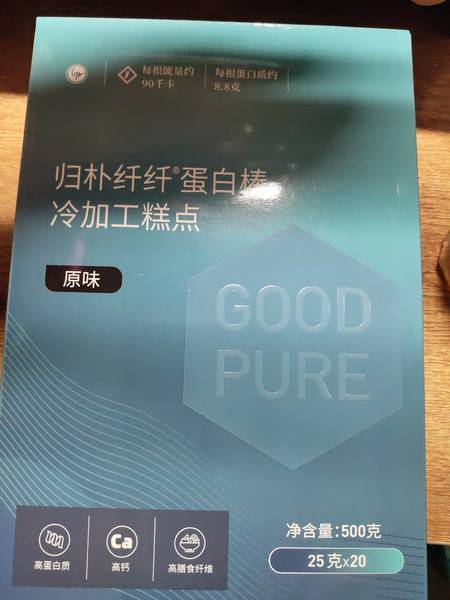 每根能量约
90千卡
每根蛋白质约
8.8克
归朴纤纤®蛋白棒
冷加工糕点
原味
GOOD
PURE
高蛋白质
Ca
高钙
高膳食纤维
净含量:500克
25克x20